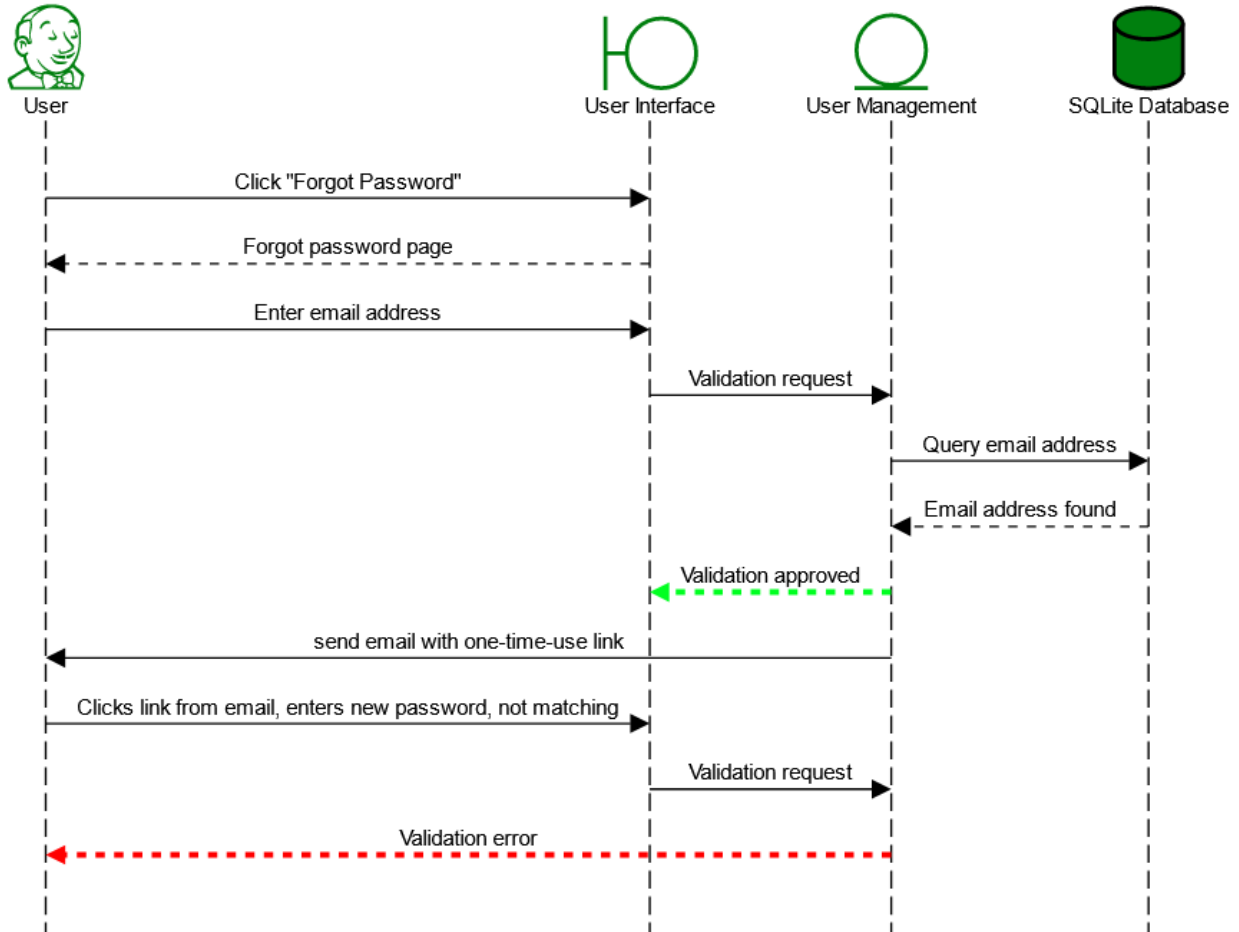 User
User Interface
User Management
SQLite Database
Click "Forgot Password"
Forgot password page
Enter email address
Validation request
Query email address
Email address found
Validation approved
send email with one-time-use link
Clicks link from email, enters new password, not matching
Validation request
Validation error